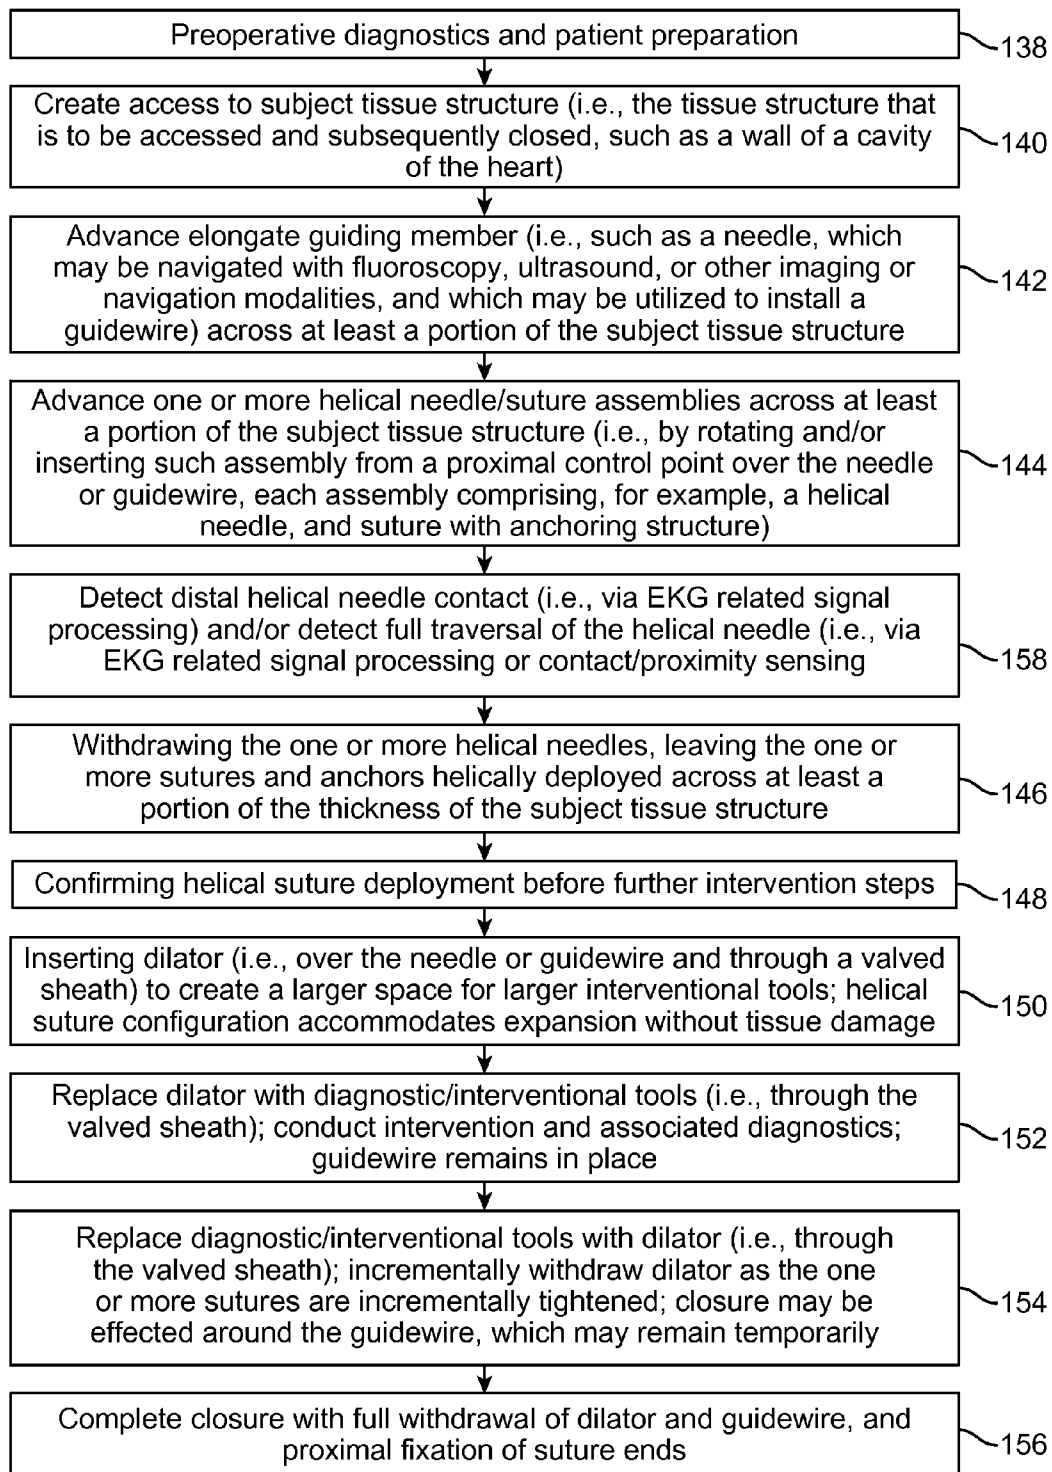 Preoperative diagnostics and patient preparation
138
Create access to subject tissue structure (i.e., the tissue structure that
is to be accessed and subsequently closed, such as a wall of a cavity
of the heart)
140
Advance elongate guiding member (i.e., such as a needle, which
may be navigated with fluoroscopy, ultrasound, or other imaging or
navigation modalities, and which may be utilized to install a
guidewire) across at least a portion of the subject tissue structure
142
Advance one or more helical needle/suture assemblies across at least
a portion of the subject tissue structure (i.e., by rotating and/or
inserting such assembly from a proximal control point over the needle
or guidewire, each assembly comprising, for example, a helical
needle, and suture with anchoring structure)
144
Detect distal helical needle contact (i.e., via EKG related signal
processing) and/or detect full traversal of the helical needle (i.e., via
EKG related signal processing or contact/proximity sensing
158
Withdrawing the one or more helical needles, leaving the one or
more sutures and anchors helically deployed across at least a
portion of the thickness of the subject tissue structure
146
Confirming helical suture deployment before further intervention steps
148
Inserting dilator (i.e., over the needle or guidewire and through a valved
sheath) to create a larger space for larger interventional tools; helical
suture configuration accommodates expansion without tissue damage
150
Replace dilator with diagnostic/interventional tools (i.e., through the
valved sheath); conduct intervention and associated diagnostics;
guidewire remains in place
152
Replace diagnostic/interventional tools with dilator (i.e., through
the valved sheath); incrementally withdraw dilator as the one
or more sutures are incrementally tightened; closure may be
effected around the guidewire, which may remain temporarily
154
Complete closure with full withdrawal of dilator and guidewire, and
proximal fixation of suture ends
156